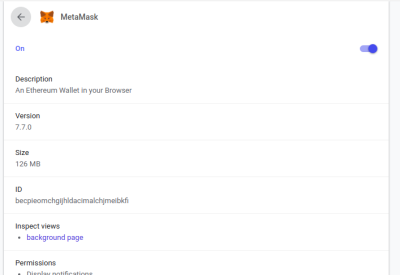 MetaMask
On
Description
An Ethereum Wallet in your Browser
Version
7.7.0
Size
126 MB
ID
becpieomchgijhldacimalchjmeibkfi
Inspect views
background page
Permissions
Display notifications